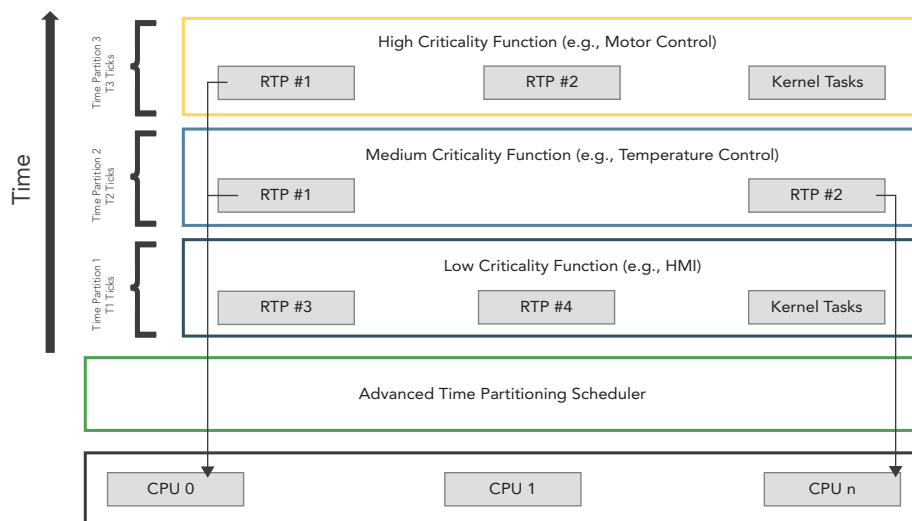 Time
Time Partition 3
T3 Ticks
High Criticality Function (e.g., Motor Control)
RTP #1
RTP #2
Kernel Tasks
Time Partition 2
T2 Ticks
Medium Criticality Function (e.g., Temperature Control)
RTP #1
RTP #2
Time Partition 1
T1 Ticks
Low Criticality Function (e.g., HMI)
RTP #3
RTP #4
Kernel Tasks
Advanced Time Partitioning Scheduler
CPU 0
CPU 1
CPU n